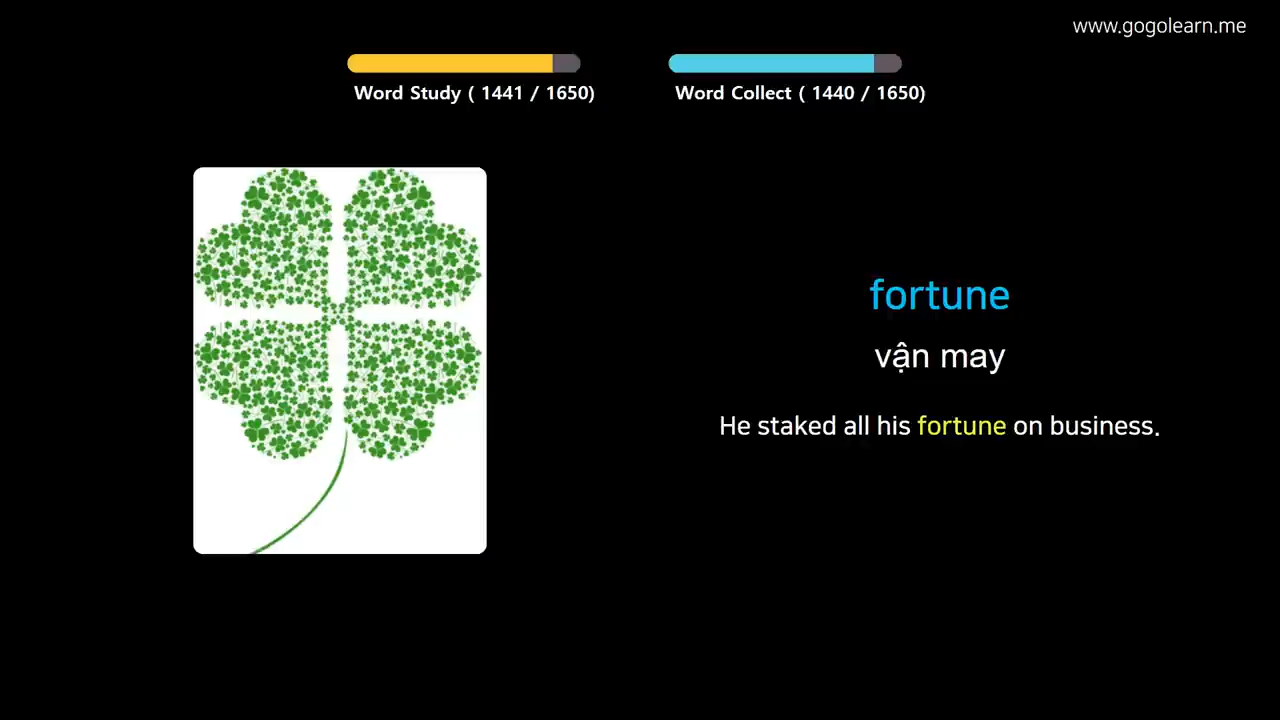 www.gogolearn.me
Word Study ( 1441 / 1650)
Word Collect ( 1440 / 1650)
fortune
vận may
He staked all his fortune on business.